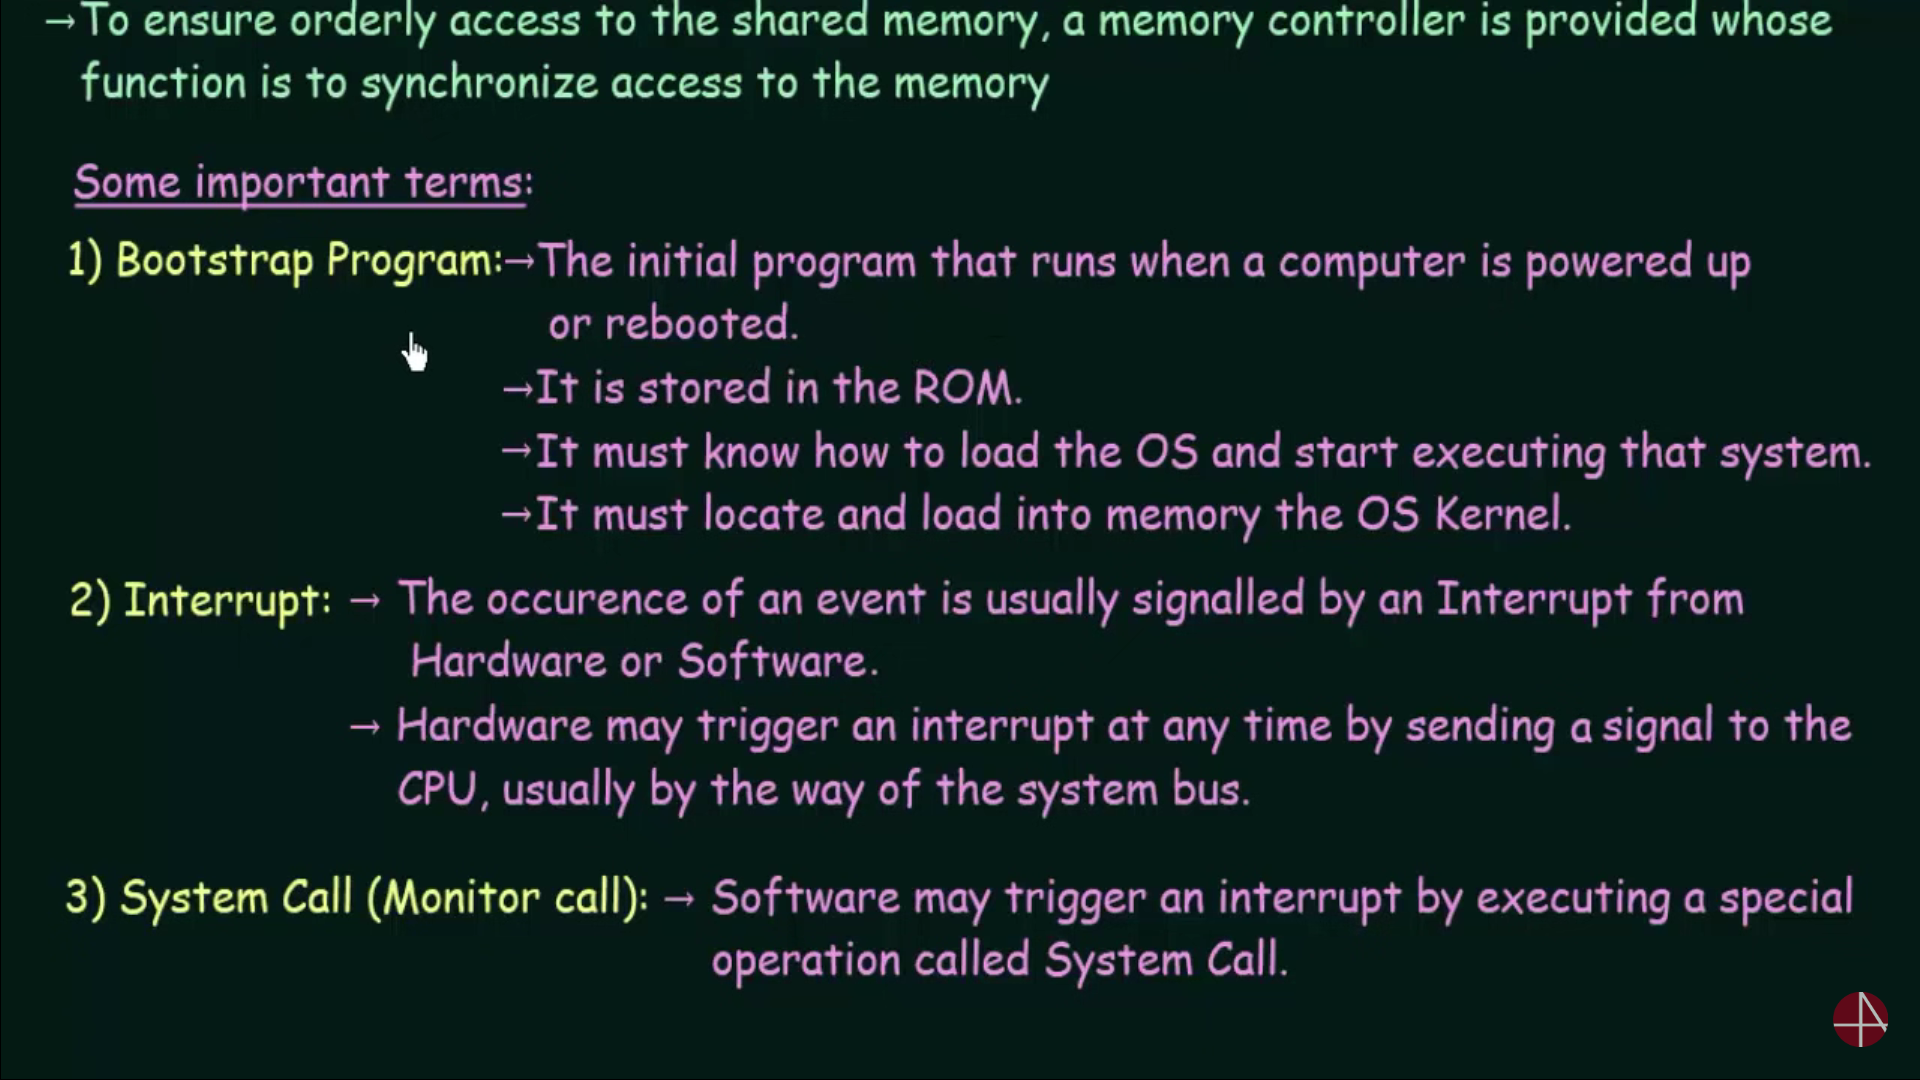 →To ensure orderly access to the shared memory, a memory controller is provided whose
function is to synchronize access to the memory
Some important terms:
1) Bootstrap Program:→The initial program that runs when a computer is powered up
or rebooted.
→It is stored in the ROM.
→It must know how to load the OS and start executing that system.
→It must locate and load into memory the OS Kernel.
2) Interrupt: → The occurence of an event is usually signalled by an Interrupt from
Hardware or Software.
→ Hardware may trigger an interrupt at any time by sending a signal to the
CPU, usually by the way of the system bus.
3) System Call (Monitor call): → Software may trigger an interrupt by executing a special
operation called System Call.